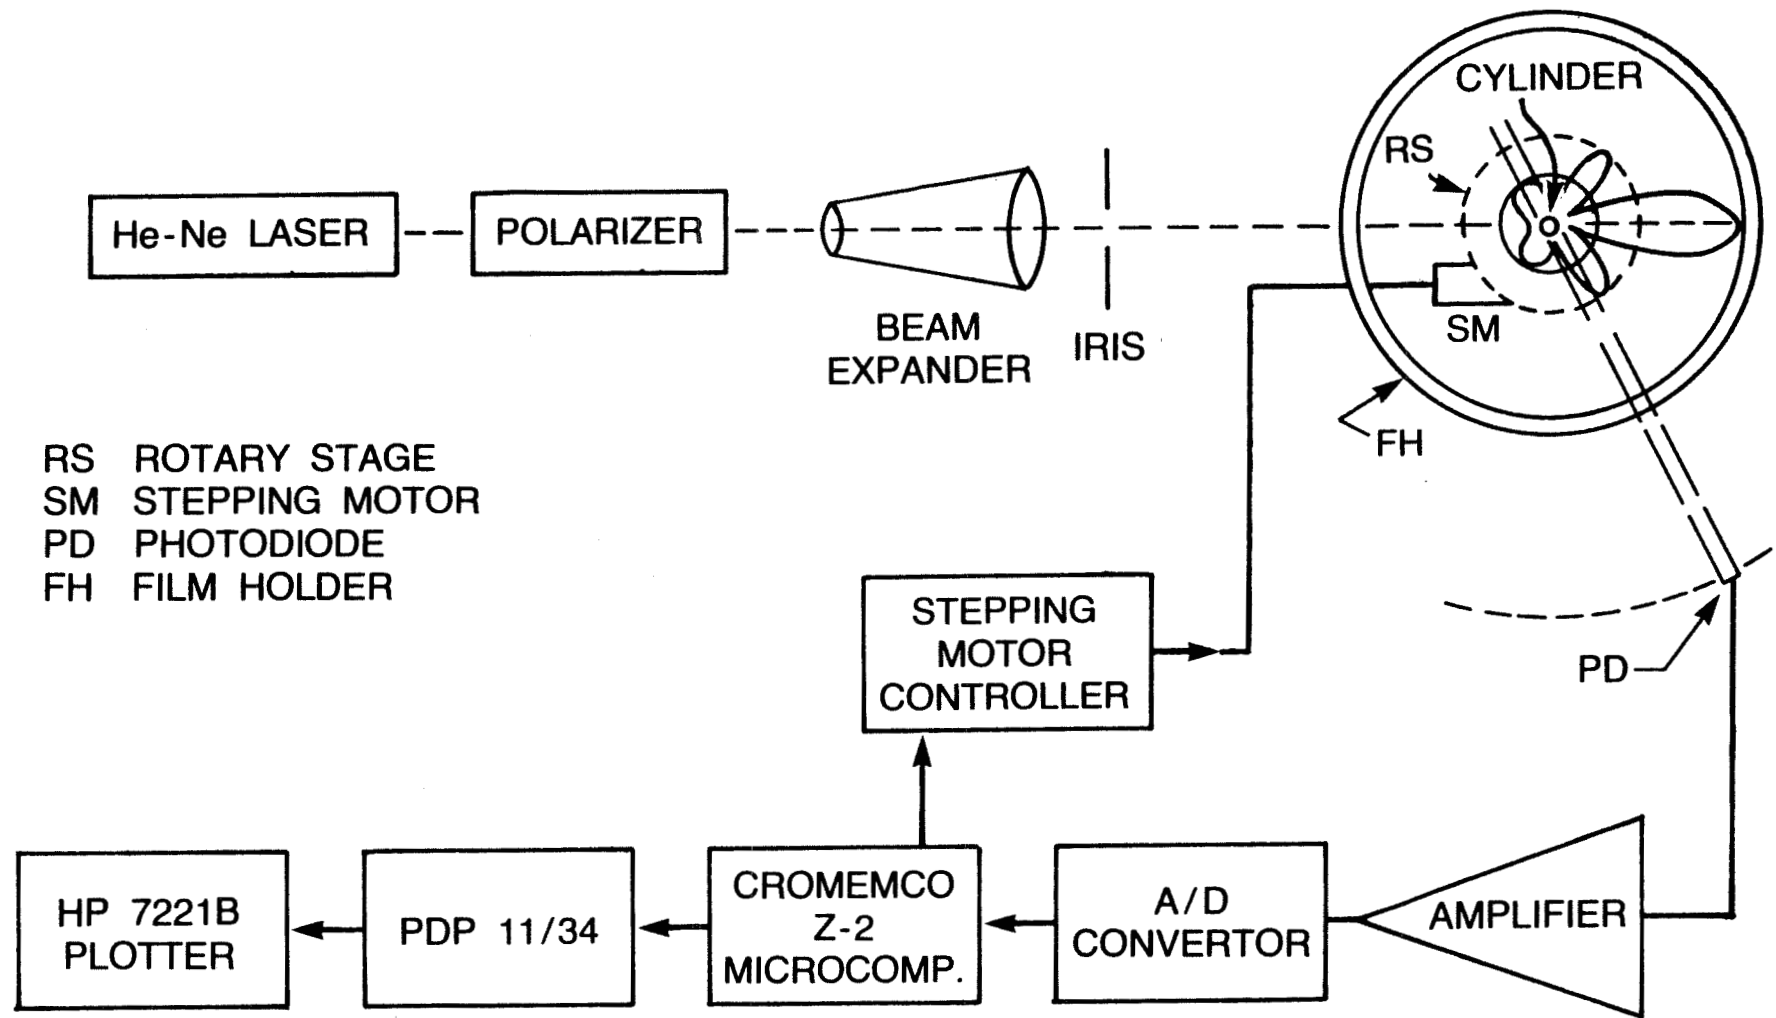 CYLINDER
RS
He-Ne LASER
POLARIZER
BEAM
EXPANDER
IRIS
SM
FH
RS ROTARY STAGE
SM STEPPING MOTOR
PD PHOTODIODE
FH FILM HOLDER
STEPPING
MOTOR
CONTROLLER
PD
HP 7221B
PLOTTER
PDP 11/34
CROMEMCO
Z-2
MICROCOMP.
A/D
CONVERTOR
AMPLIFIER